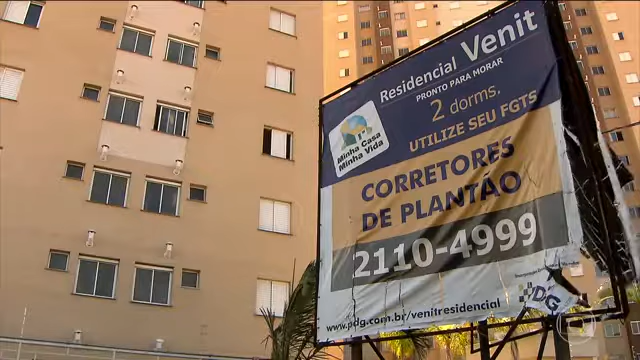 Residencial Venit
PRONTO PARA MORAR
2 dorms.
UTILIZE SEU FGTS
Minha Casa
Minha Vida
CORRETORES
DE PLANTÃO
2110-4999
PDG
www.pdg.com.br/venitresidencial